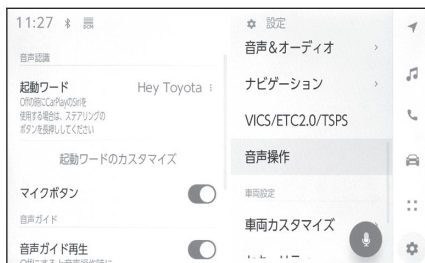 11:27
音声認識
起動ワード
Hey Toyota
Offの際にCarPlayのSiriを
使用する場合は、ステアリングの
ボタンを長押ししてください
起動ワードのカスタマイズ
マイクボタン
音声ガイド
音声ガイド再生
設定
音声&オーディオ
ナビゲーション
VICS/ETC2.0/TSPS
音声操作
車両設定
車両カスタマイズ